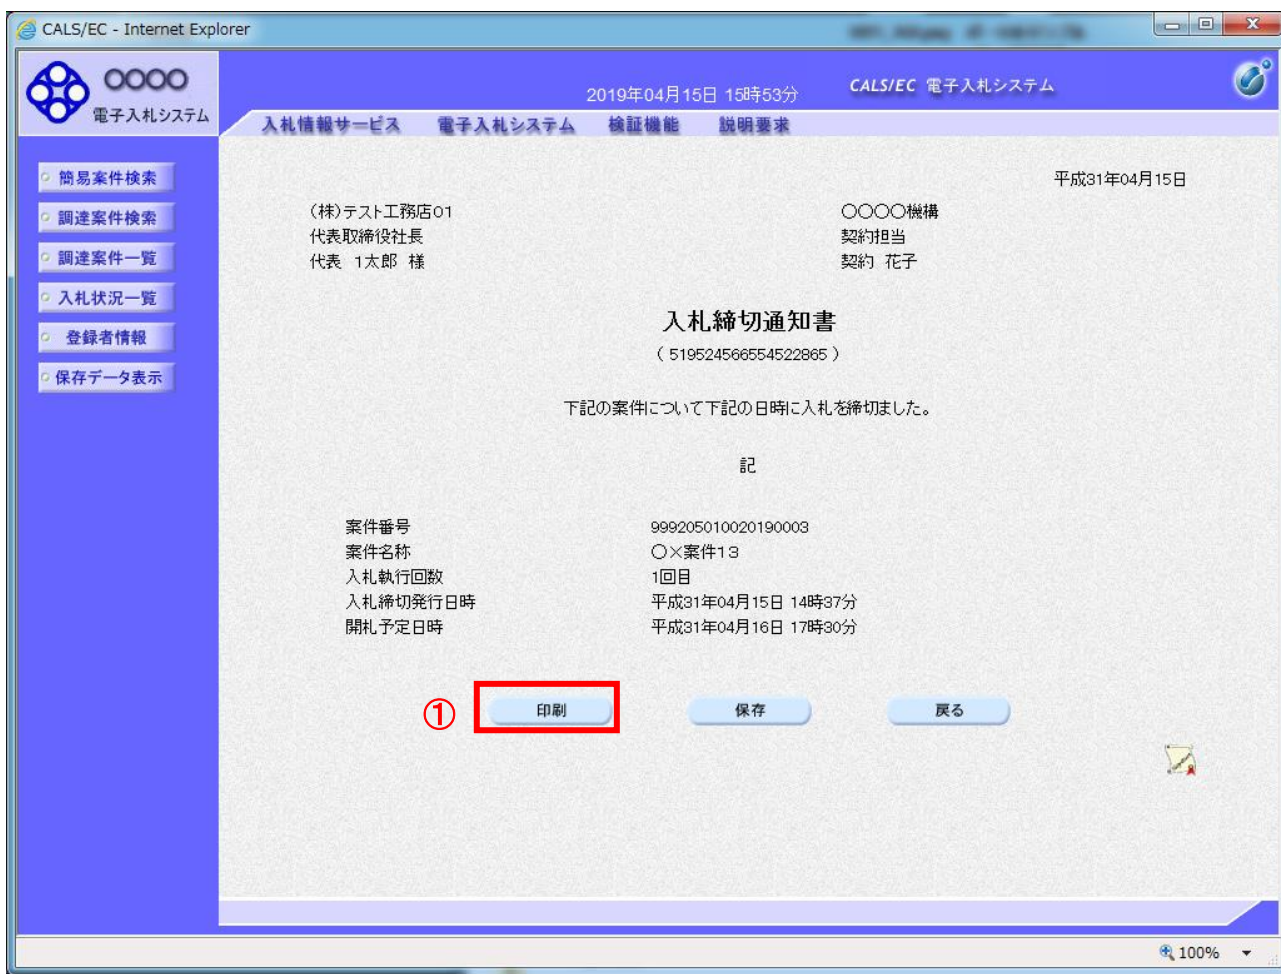 CALS/EC - Internet Explorer
○○○○
電子入札システム
2019年04月15日 15時53分
CALS/EC 電子入札システム
入札情報サービス 電子入札システム 検証機能 説明要求
簡易案件検索
調達案件検索
調達案件一覧
入札状況一覧
登録者情報
保存データ表示
平成31年04月15日
(株)テスト工務店01
代表取締役社長
代表 1太郎 様
○○○○機構
契約担当
契約 花子
入札締切通知書
( 519524566554522865 )
下記の案件について下記の日時に入札を締切ました。
記
案件番号 999205010020190003
案件名称 ○×案件13
入札執行回数 1回目
入札締切発行日時 平成31年04月15日 14時37分
開札予定日時 平成31年04月16日 17時30分
① 印刷 保存 戻る
100%